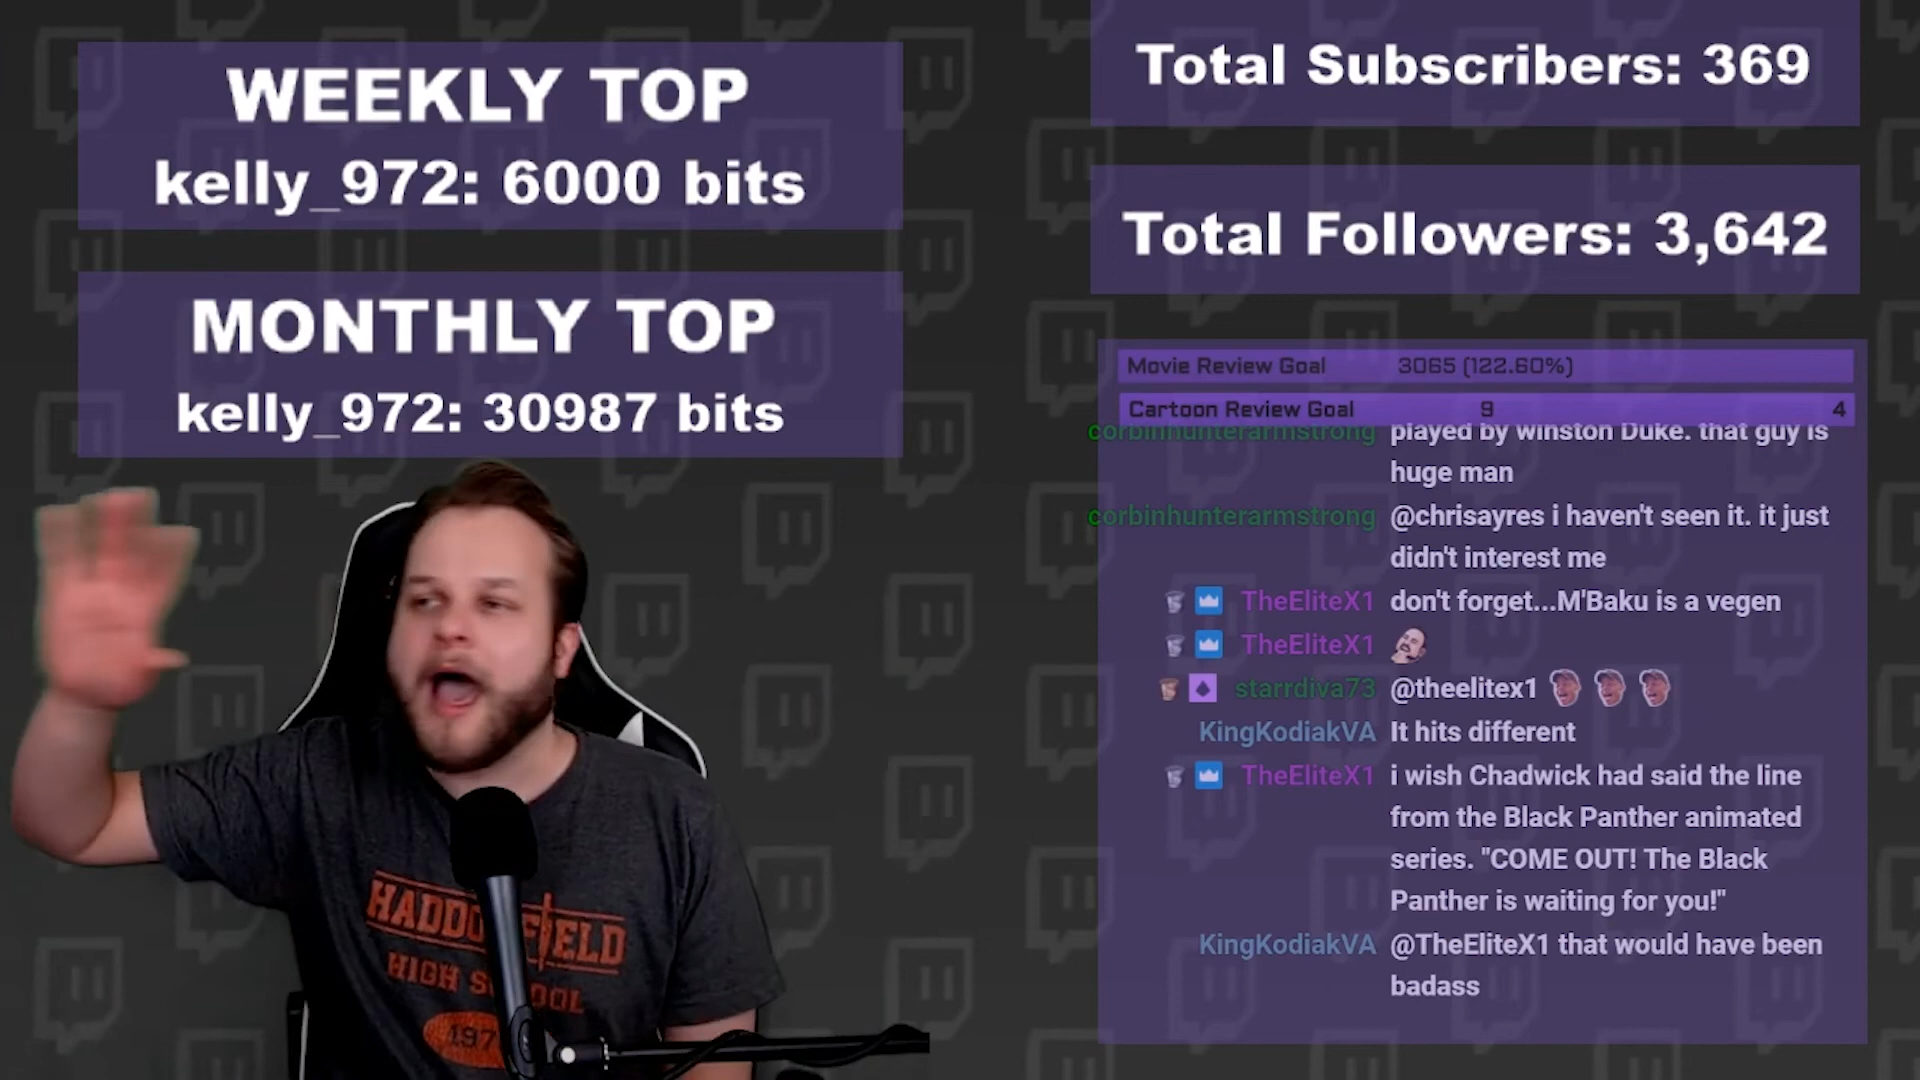 WEEKLY TOP
kelly_972: 6000 bits
MONTHLY TOP
kelly_972: 30987 bits
Total Subscribers: 369
Total Followers: 3,642
Movie Review Goal 3065 (122.60%)
Cartoon Review Goal 9 4
corbinhunterarmstrong played by Winston Duke. that guy is
huge man
corbinhunterarmstrong @chrisayres i haven't seen it. it just
didn't interest me
TheEliteX1 don't forget...M'Baku is a vegen
TheEliteX1
starrdiva73 @theelitex1
KingKodiakVA It hits different
TheEliteX1 i wish Chadwick had said the line
from the Black Panther animated
series. "COME OUT! The Black
Panther is waiting for you!"
KingKodiakVA @TheEliteX1 that would have been
badass
HIGH
197